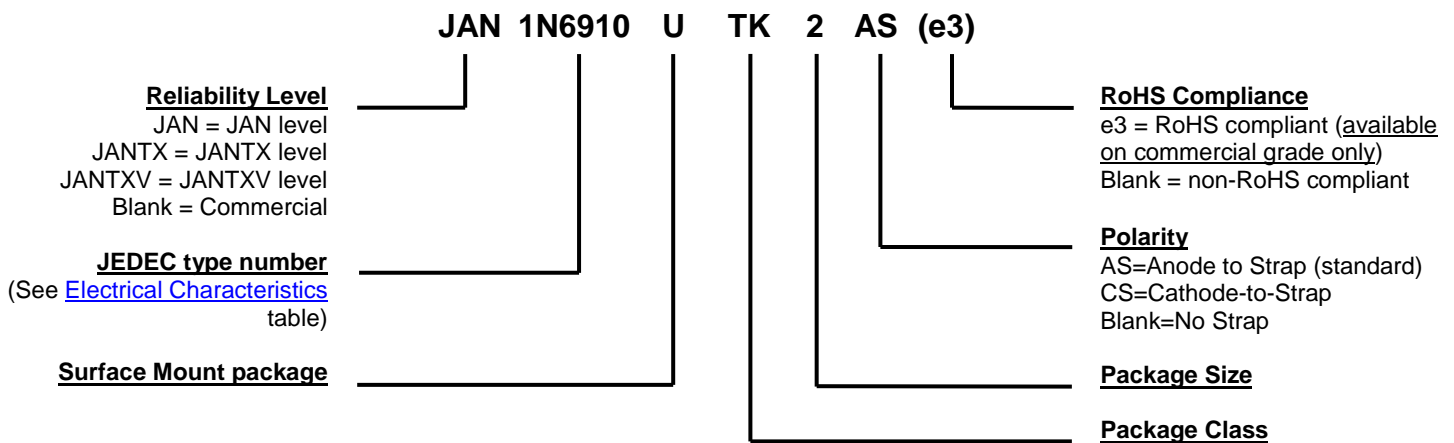 JAN 1N6910 U TK 2 AS (e3)
Reliability Level
JAN = JAN level
JANTX = JANTX level
JANTXV = JANTXV level
Blank = Commercial
JEDEC type number
(See Electrical Characteristics
table)
Surface Mount package
RoHS Compliance
e3 = RoHS compliant (available
on commercial grade only)
Blank = non-RoHS compliant
Polarity
AS=Anode to Strap (standard)
CS=Cathode-to-Strap
Blank=No Strap
Package Size
Package Class